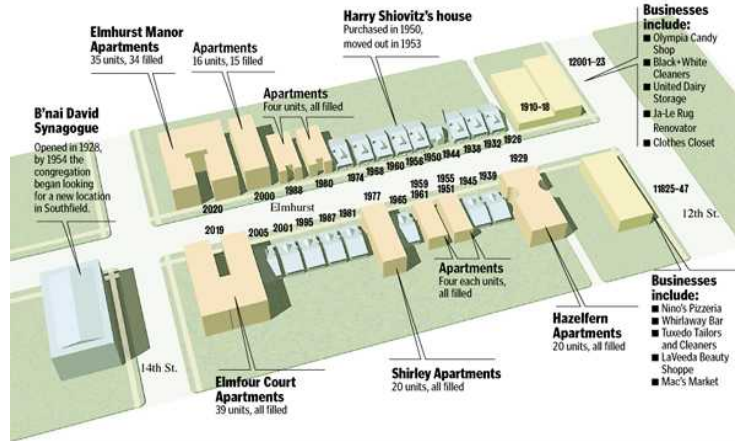 Elmhurst Manor
Apartments
35 units, 34 filled
Apartments
16 units, 15 filled
Harry Shiovitz's house
Purchased in 1950,
moved out in 1953
Businesses
include:
■ Olympia Candy
Shop
■ Black+White
Cleaners
■ United Dairy
Storage
■ Ja-Le Rug
Renovator
■ Clothes Closet
12001-23
Apartments
Four units, all filled
1910-18
B'nai David
Synagogue
Opened in 1928,
by 1954 the
congregation
began looking
for a new location
in Southfield.
2020
2000
1988
1980
1974
1968
1960
1956
1950
1944
1938
1932
1926
Elmhurst
2019
2005
2001
1995
1987
1981
1977
1965
1959
1961
1955
1951
1945
1939
1929
11825-47
12th St.
Apartments
Four each units,
all filled
Businesses
include:
■ Nino's Pizzeria
■ Whirlaway Bar
■ Tuxedo Tailors
and Cleaners
■ LaVeeda Beauty
Shoppe
■ Mac's Market
Hazelfern
Apartments
20 units, all filled
14th St.
Shirley Apartments
20 units, all filled
Elmfour Court
Apartments
39 units, all filled